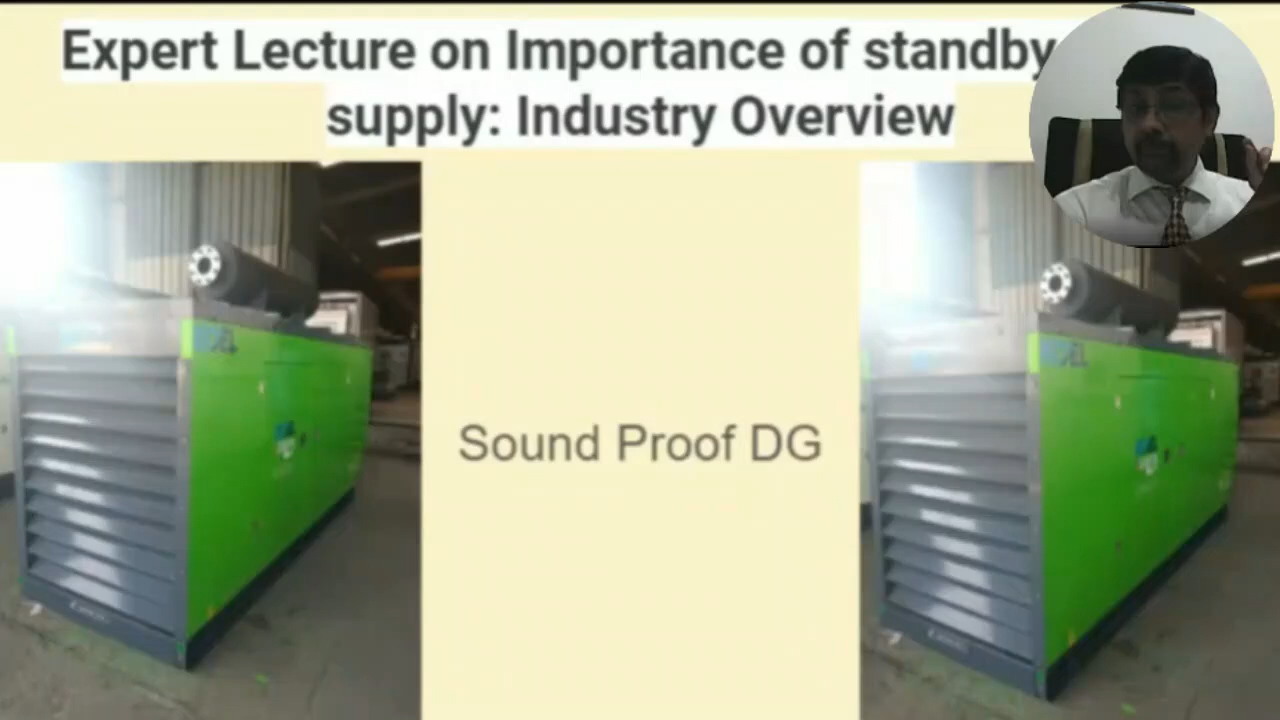 Expert Lecture on Importance of standby
supply: Industry Overview
Sound Proof DG